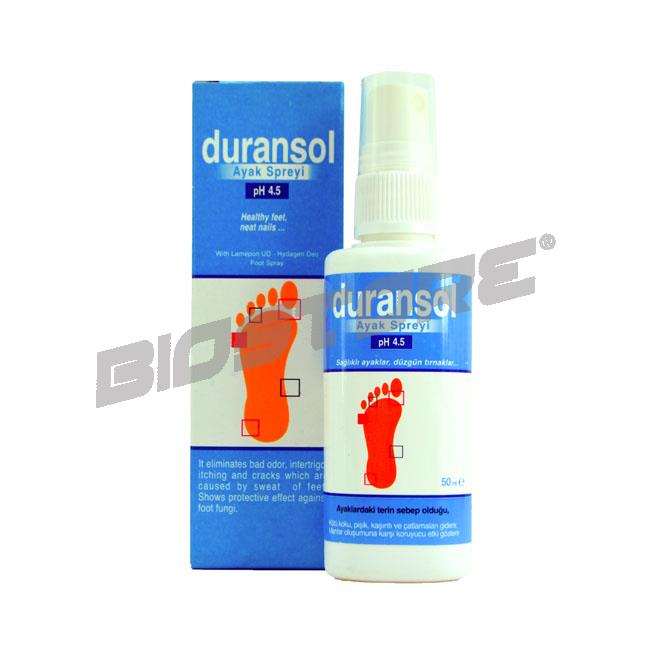 duransol
Ayak Spreyi
pH 4.5
Healthy feet,
neat nails ...
With Lamepon UD - Hydagen Deo
Foot Spray
It eliminates bad odor, intertrigo
itching and cracks which are
caused by sweat of feet
Shows protective effect against
foot fungi.
duransol
Ayak Spreyi
pH 4.5
Sağlıklı ayaklar, düzgün tırnaklar...
50 ml e
Ayaklardaki terin sebep olduğu,
Kötü koku, pişik, kaşıntı ve çatlamaları giderir.
Mantar oluşumuna karşı koruyucu etki gösterir.
BIOSTORE®